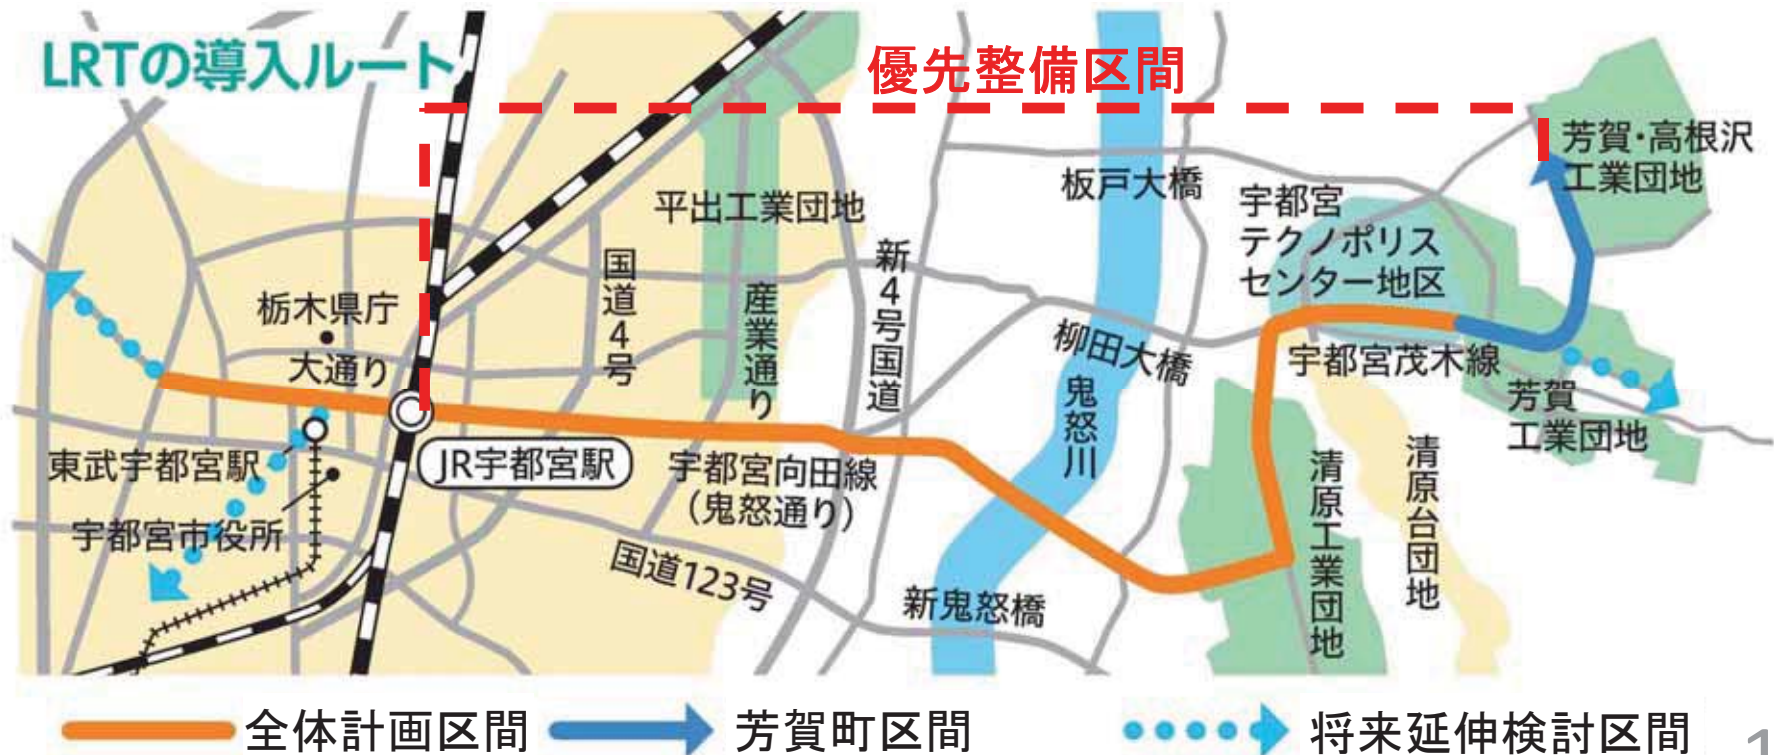 LRTの導入ルート
優先整備区間
芳賀・高根沢
工業団地
板戸大橋
宇都宮
テクノポリス
センター地区
平出工業団地
国道4号
産業通り
新4号国道
栃木県庁
大通り
柳田大橋
鬼怒川
宇都宮茂木線
芳賀
工業団地
東武宇都宮駅
JR宇都宮駅
宇都宮向田線
（鬼怒通り）
清原工業団地
清原台団地
宇都宮市役所
国道123号
新鬼怒橋
全体計画区間
芳賀町区間
将来延伸検討区間